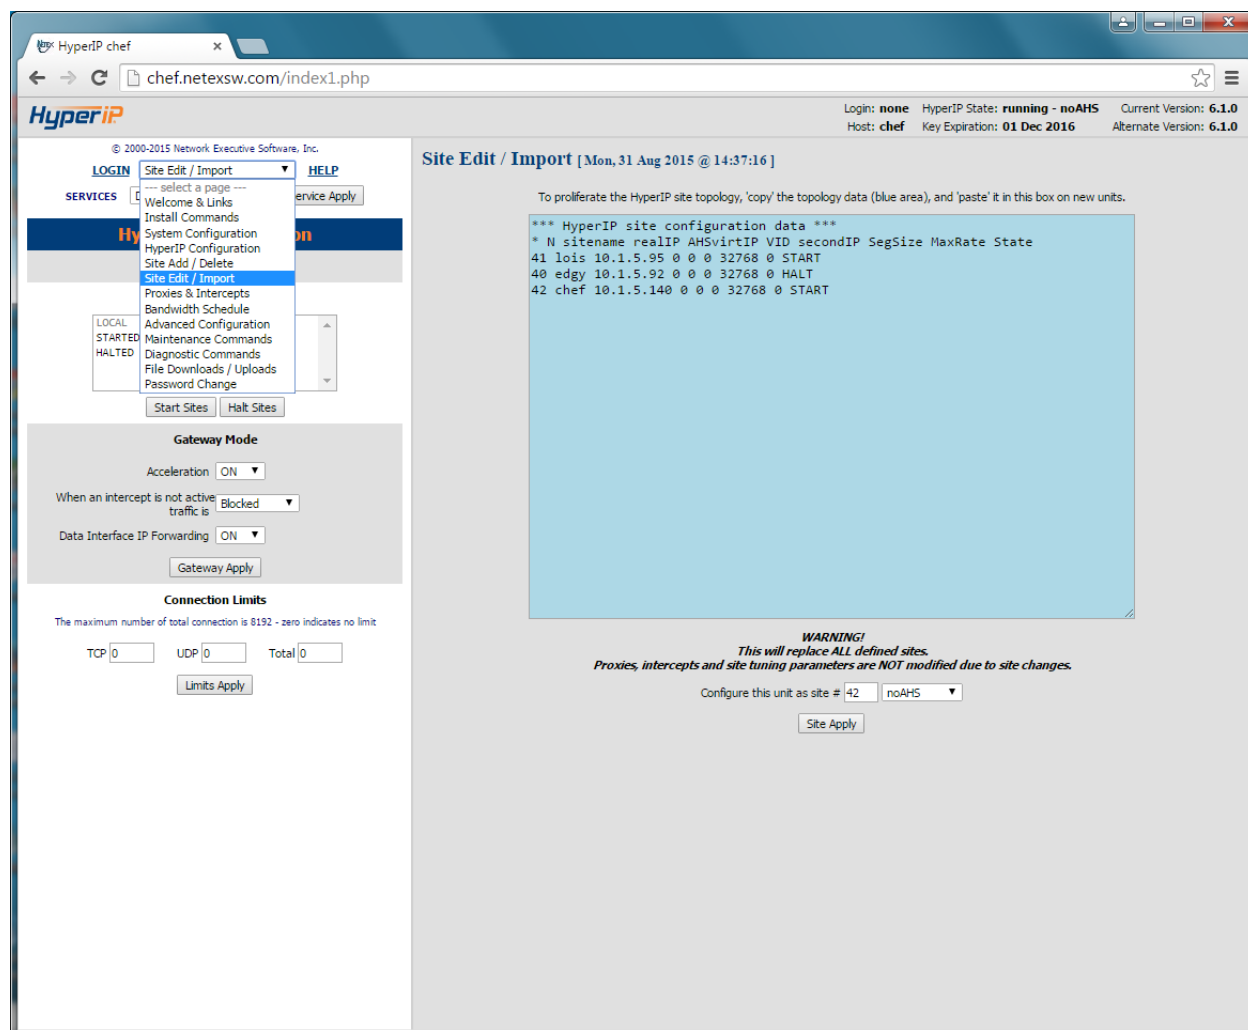 HyperIP chef
chef.netexsw.com/index1.php
HyperIP
Login: none HyperIP State: running - noAHS Current Version: 6.1.0
Host: chef Key Expiration: 01 Dec 2016 Alternate Version: 6.1.0
© 2000-2015 Network Executive Software, Inc.
LOGIN Site Edit / Import HELP
SERVICES ervice Apply
--- select a page ---
Welcome & Links
Install Commands
System Configuration
HyperIP Configuration
Site Add / Delete
Site Edit / Import
Proxies & Intercepts
Bandwidth Schedule
Advanced Configuration
Maintenance Commands
Diagnostic Commands
File Downloads / Uploads
Password Change
Hy on
LOCAL
STARTED
HALTED
Start Sites Halt Sites
Gateway Mode
Acceleration ON
When an intercept is not active
traffic is Blocked
Data Interface IP Forwarding ON
Gateway Apply
Connection Limits
The maximum number of total connection is 8192 - zero indicates no limit
TCP 0 UDP 0 Total 0
Limits Apply
Site Edit / Import [ Mon, 31 Aug 2015 @ 14:37:16 ]
To proliferate the HyperIP site topology, 'copy' the topology data (blue area), and 'paste' it in this box on new units.
*** HyperIP site configuration data ***
* N sitename realIP AHSvirtIP VID secondIP SegSize MaxRate State
41 lois 10.1.5.95 0 0 0 32768 0 START
40 edgy 10.1.5.92 0 0 0 32768 0 HALT
42 chef 10.1.5.140 0 0 0 32768 0 START
WARNING!
This will replace ALL defined sites.
Proxies, intercepts and site tuning parameters are NOT modified due to site changes.
Configure this unit as site # 42 noAHS
Site Apply